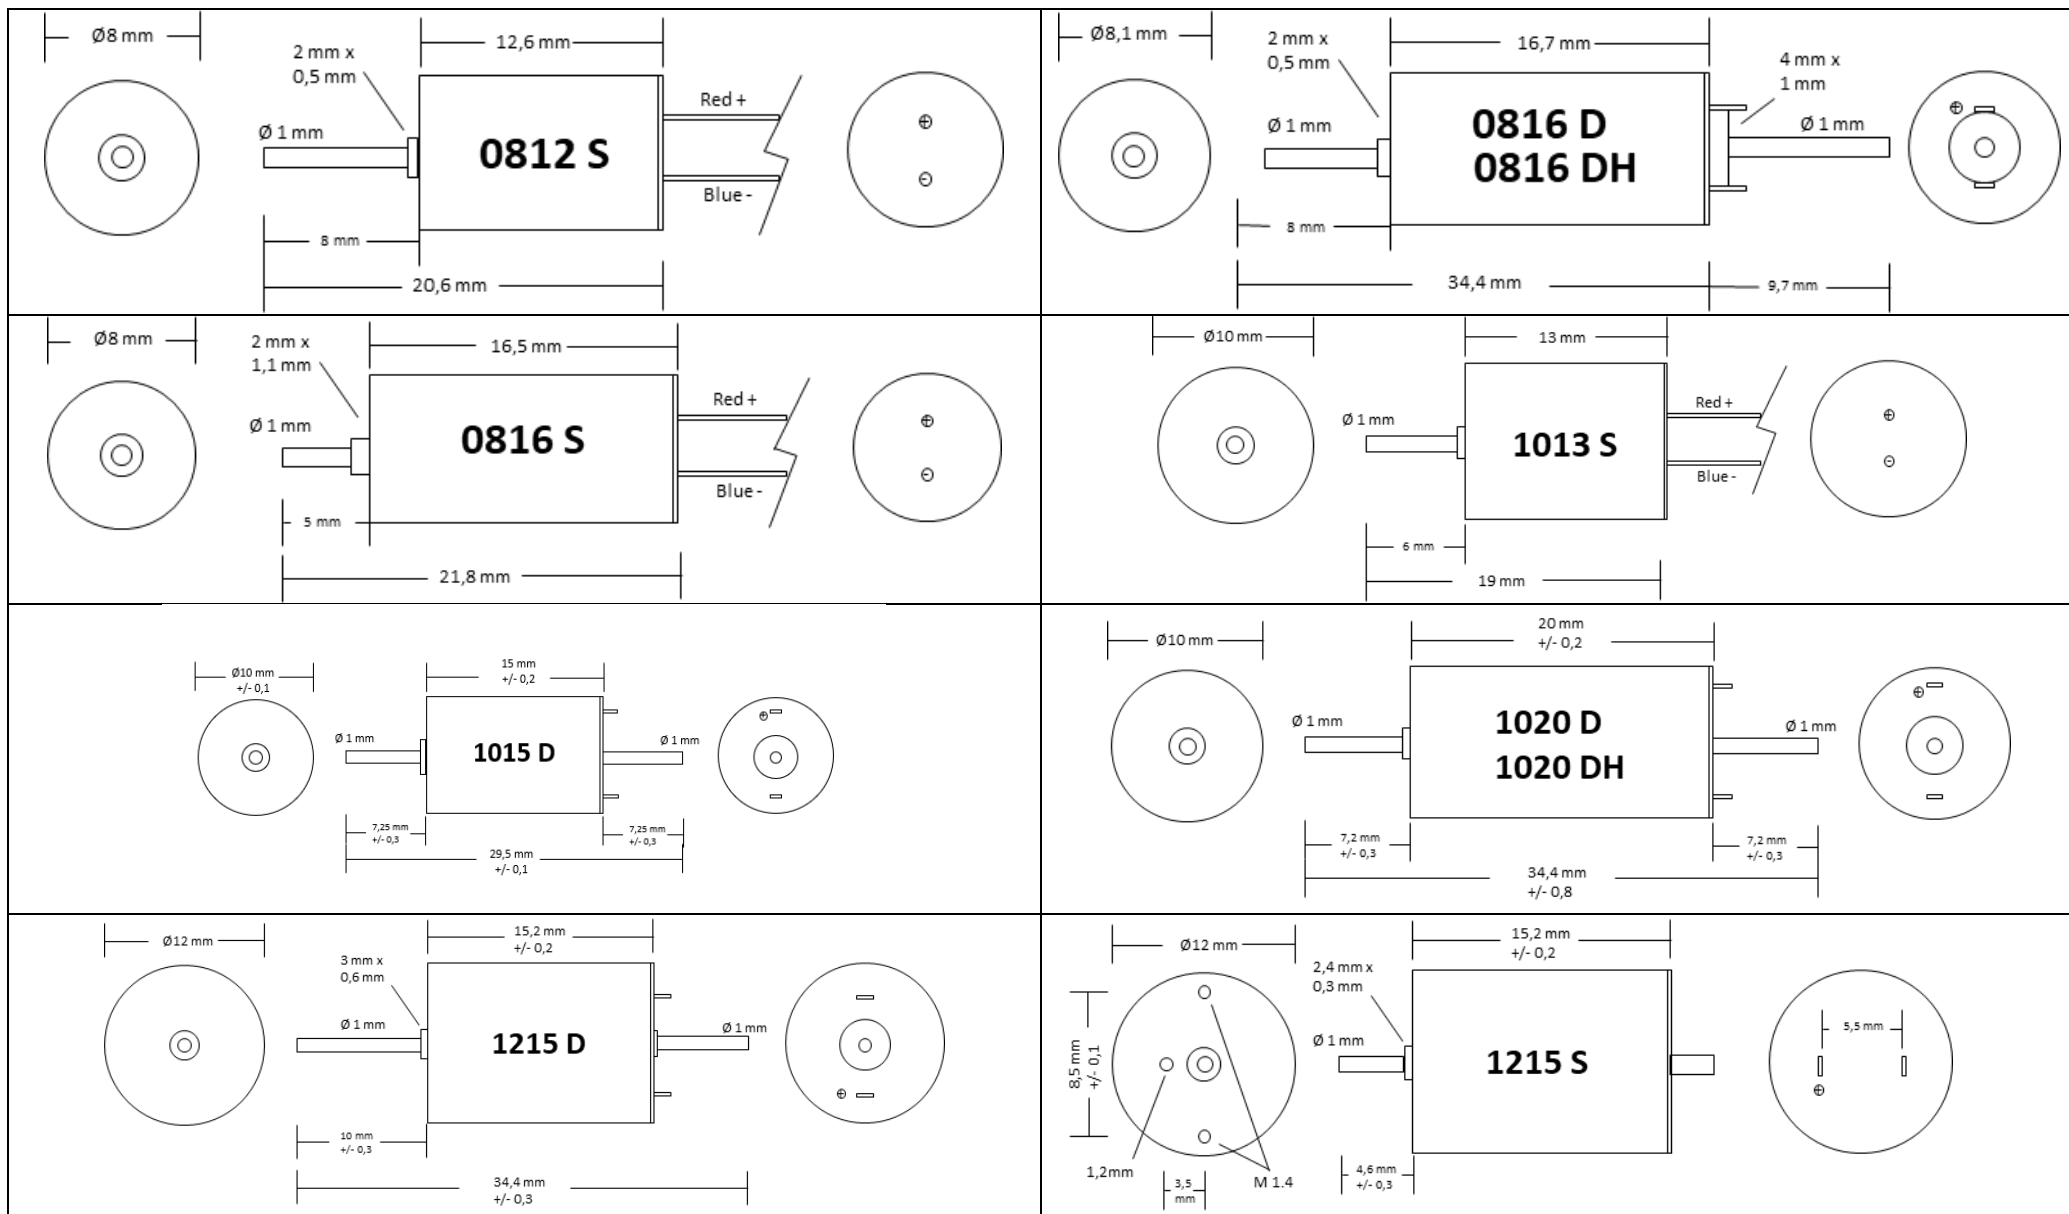 Ø8 mm
12,6 mm
2 mm x
0,5 mm
Ø 1 mm
0812 S
Red +
Blue -
8 mm
20,6 mm
Ø8,1 mm
16,7 mm
2 mm x
0,5 mm
4 mm x
1 mm
Ø 1 mm
0816 D
0816 DH
Ø 1 mm
8 mm
34,4 mm
9,7 mm
Ø8 mm
16,5 mm
2 mm x
1,1 mm
Ø 1 mm
0816 S
Red +
Blue -
5 mm
21,8 mm
Ø10 mm
13 mm
Ø 1 mm
1013 S
Red +
Blue -
6 mm
19 mm
Ø10 mm
+/- 0,1
15 mm
+/- 0,2
Ø 1 mm
1015 D
Ø 1 mm
7,25 mm
+/- 0,3
7,25 mm
+/- 0,3
29,5 mm
+/- 0,1
Ø10 mm
20 mm
+/- 0,2
Ø 1 mm
1020 D
1020 DH
Ø 1 mm
7,2 mm
+/- 0,3
7,2 mm
+/- 0,3
34,4 mm
+/- 0,8
Ø12 mm
15,2 mm
+/- 0,2
3 mm x
0,6 mm
Ø 1 mm
1215 D
Ø 1 mm
10 mm
+/- 0,3
34,4 mm
+/- 0,3
Ø12 mm
15,2 mm
+/- 0,2
2,4 mm x
0,3 mm
8,5 mm
+/- 0,1
Ø 1 mm
1215 S
5,5 mm
1,2mm
3,5
mm
M 1.4
4,6 mm
+/- 0,3